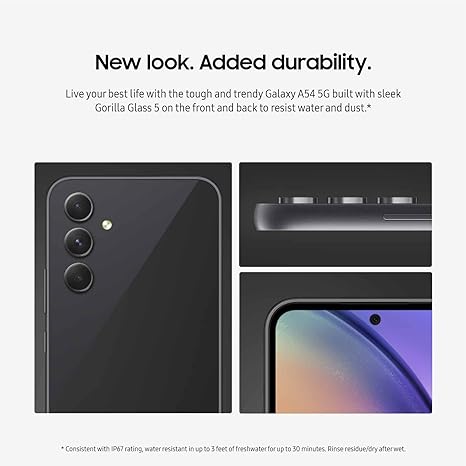 New look. Added durability.
Live your best life with the tough and trendy Galaxy A54 5G built with sleek
Gorilla Glass 5 on the front and back to resist water and dust.*
* Consistent with IP67 rating, water resistant in up to 3 feet of freshwater for up to 30 minutes. Rinse residue/dry after wet.